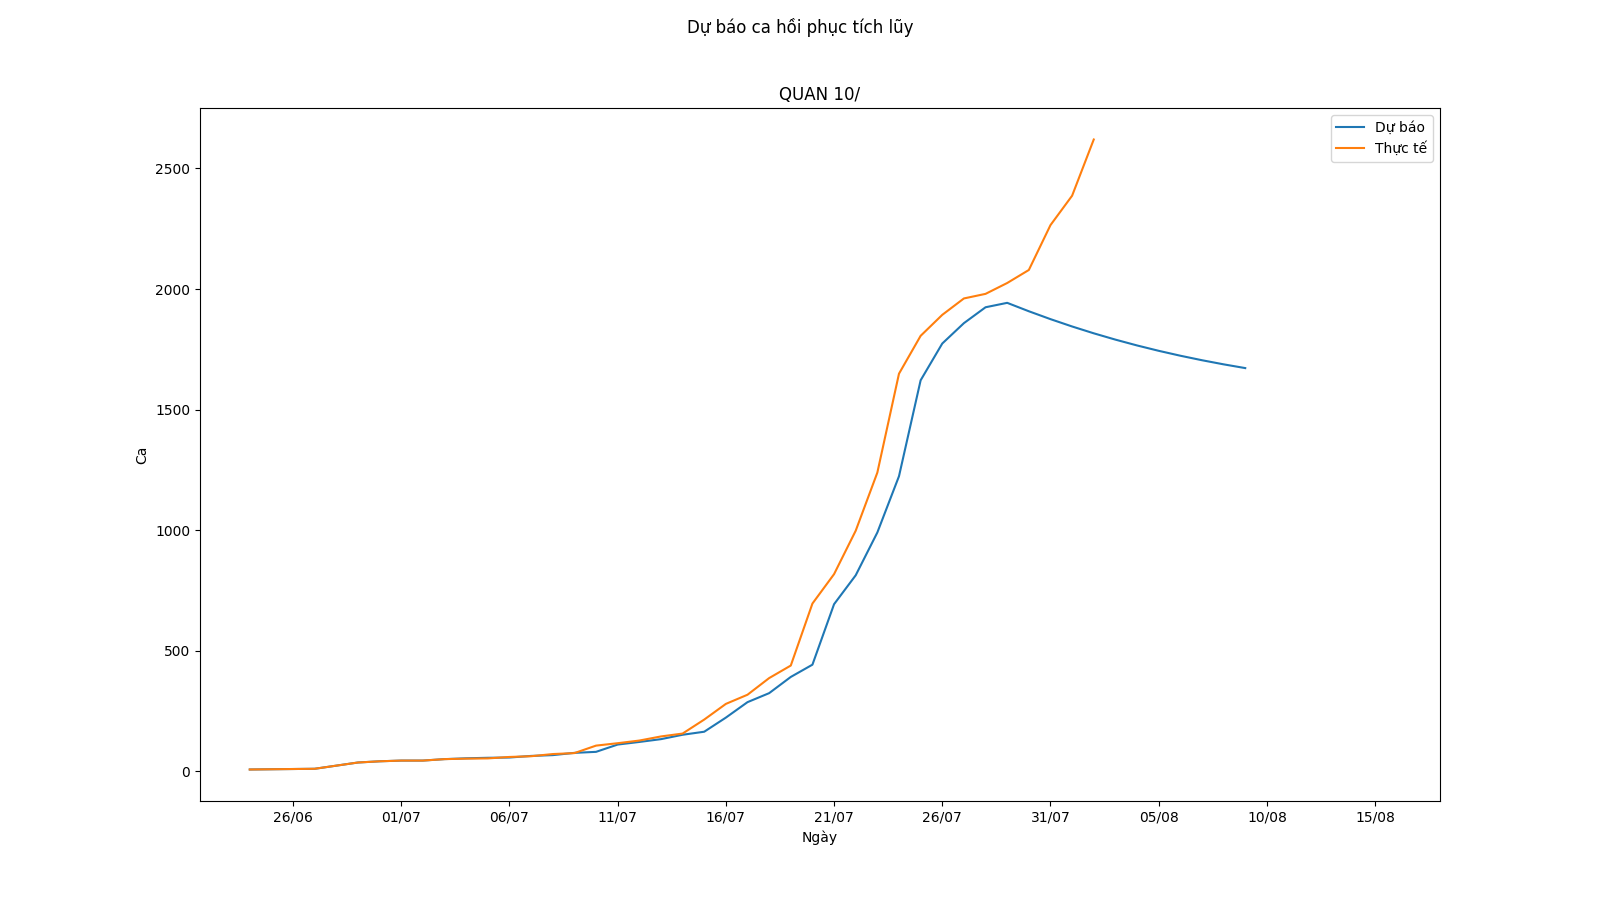 Dự báo ca hồi phục tích lũy
QUAN 10/
Dự báo
Thực tế
2500
2000
1500
1000
500
0
Ca
26/06 01/07 06/07 11/07 16/07 21/07 26/07 31/07 05/08 10/08 15/08
Ngày